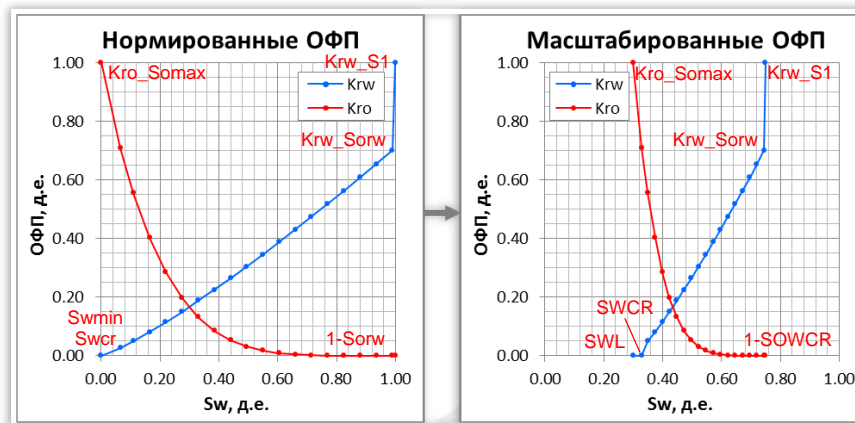 Нормированные ОФП
Kro_Somax
Krw_S1
Krw
Kro
Krw_Sorw
ОФП, д.е.
1.00
0.80
0.60
0.40
0.20
0.00
Swmin
Swcr
1-Sorw
0.00 0.20 0.40 0.60 0.80 1.00
Sw, д.е.
Масштабированные ОФП
Kro_Somax
Krw_S1
Krw
Kro
Krw_Sorw
ОФП, д.е.
1.00
0.80
0.60
0.40
0.20
0.00
SWCR
SWL
1-SOWCR
0.00 0.20 0.40 0.60 0.80 1.00
Sw, д.е.